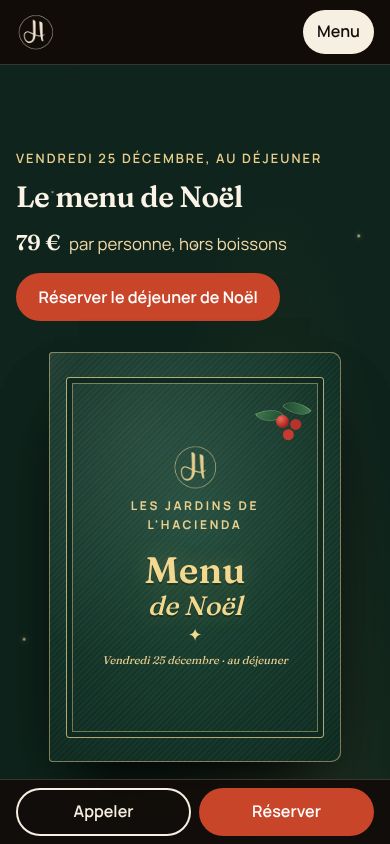 Menu
VENDREDI 25 DÉCEMBRE, AU DÉJEUNER
Le menu de Noël
79 € par personne, hors boissons
Réserver le déjeuner de Noël
LES JARDINS DE
L'HACIENDA
Menu
de Noël
Vendredi 25 décembre · au déjeuner
Appeler
Réserver